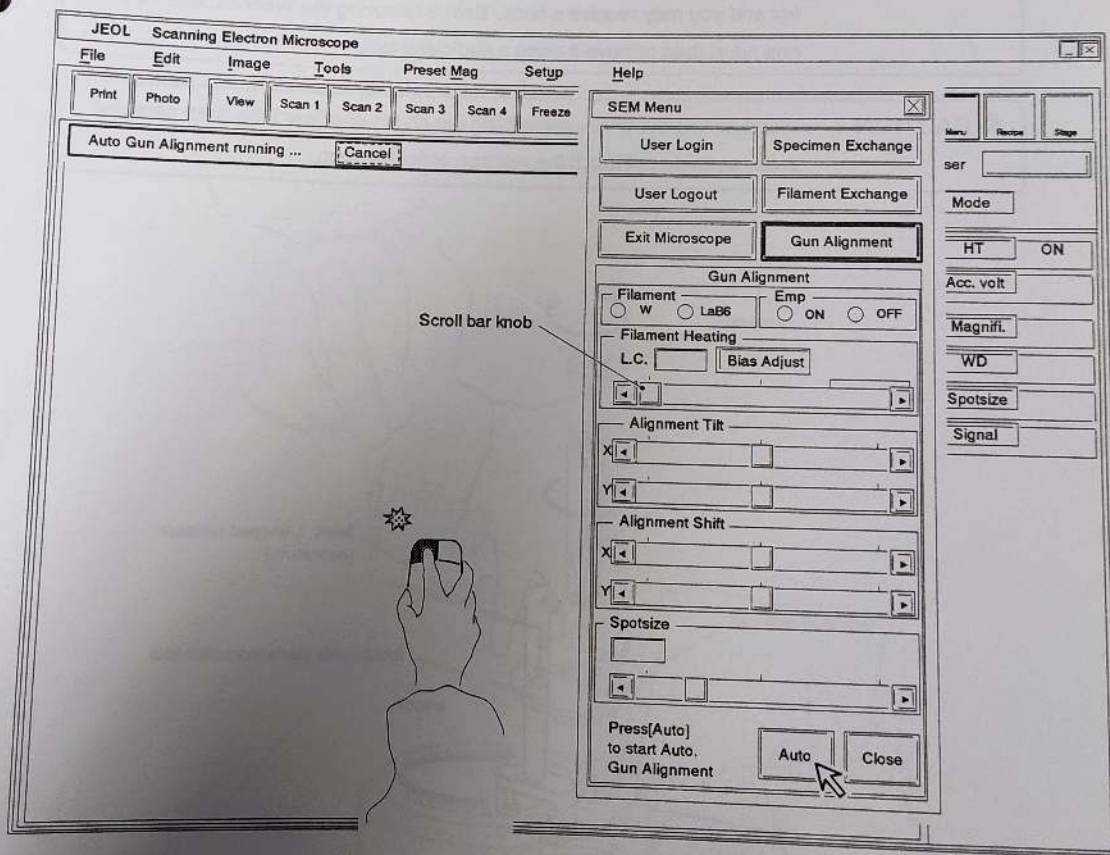 JEOL Scanning Electron Microscope
File Edit Image Tools Preset Mag Setup Help
Print Photo View Scan 1 Scan 2 Scan 3 Scan 4 Freeze
Auto Gun Alignment running ... Cancel
SEM Menu
User Login Specimen Exchange
User Logout Filament Exchange
Exit Microscope Gun Alignment
Gun Alignment
Filament Emp
W LaB6 ON OFF
Filament Heating
L.C. Bias Adjust
Scroll bar knob
Alignment Tilt
X
Y
Alignment Shift
X
Y
Spotsize
Press[Auto]
to start Auto.
Gun Alignment
Auto Close
Menu Recipe Stage
ser
Mode
HT ON
Acc. volt
Magnifi.
WD
Spotsize
Signal